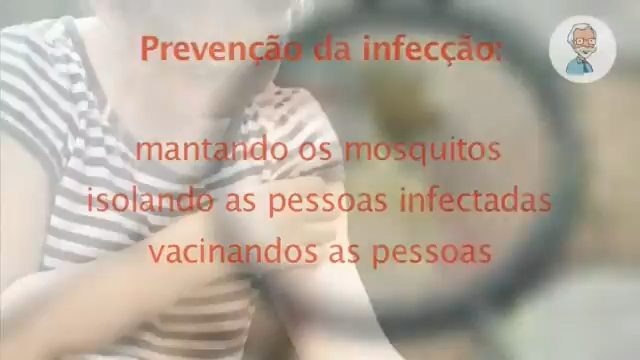 Prevenção da infecção:
mantando os mosquitos
isolando as pessoas infectadas
vacinandos as pessoas